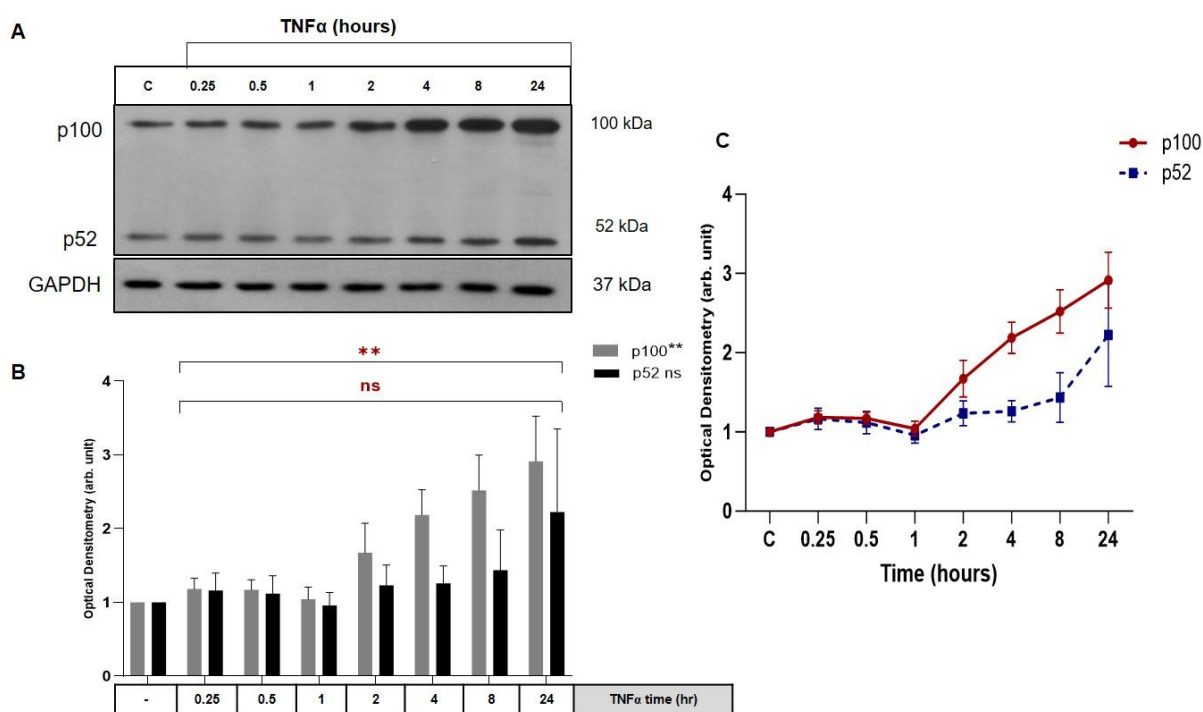 A
TNFα (hours)
C 0.25 0.5 1 2 4 8 24
p100 100 kDa
p52 52 kDa
GAPDH 37 kDa
B
**
ns
p100**
p52 ns
Optical Densitometry (arb. unit)
4
3
2
1
0
- 0.25 0.5 1 2 4 8 24 TNFα time (hr)
C
p100
p52
Optical Densitometry (arb. unit)
4
3
2
1
0
C 0.25 0.5 1 2 4 8 24
Time (hours)